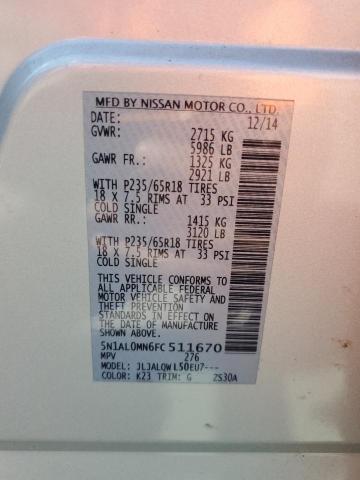 MFD BY NISSAN MOTOR CO., LTD.
DATE: 12/14
GVWR: 2715 KG
5986 LB
GAWR FR.: 1325 KG
2921 LB
WITH P235/65R18 TIRES
18 X 7.5 RIMS AT 33 PSI
COLD SINGLE
GAWR RR.: 1415 KG
3120 LB
WITH P235/65R18 TIRES
18 X 7.5 RIMS AT 33 PSI
COLD SINGLE
THIS VEHICLE CONFORMS TO
ALL APPLICABLE FEDERAL
MOTOR VEHICLE SAFETY AND
THEFT PREVENTION
STANDARDS IN EFFECT ON
THE DATE OF MANUFACTURE
SHOWN ABOVE.
5N1AL0MN6FC511670
MPV 276
MODEL: JLJALQWL50EU7---
COLOR: K23 TRIM: G ZS30A